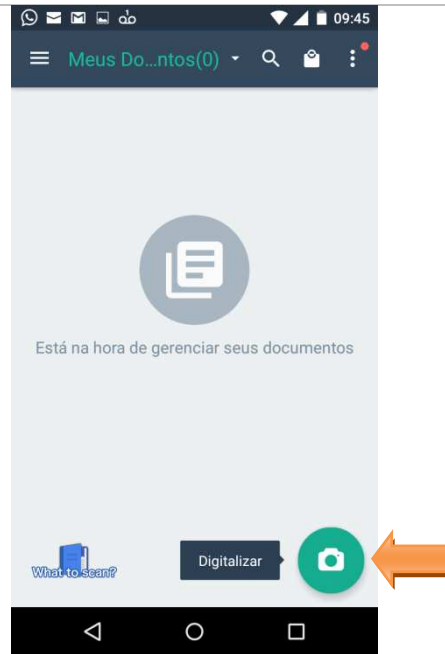 09:45
Meus Do...ntos(0)
Está na hora de gerenciar seus documentos
What to scan?
Digitalizar